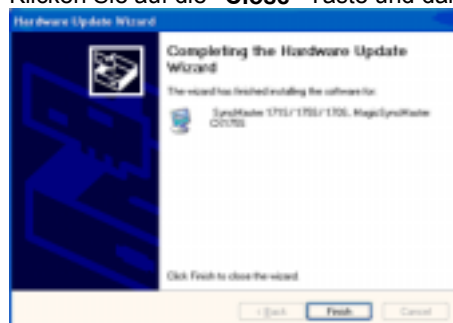 Klicken Sie auf die "Close" Taste und dan
Hardware Update Wizard
Completing the Hardware Update
Wizard
The wizard has finished installing the software for:
SyncMaster 171S/ 175S/ 170S, MagicSyncMaster
Click Finish to close the wizard.
< Back Finish Cancel